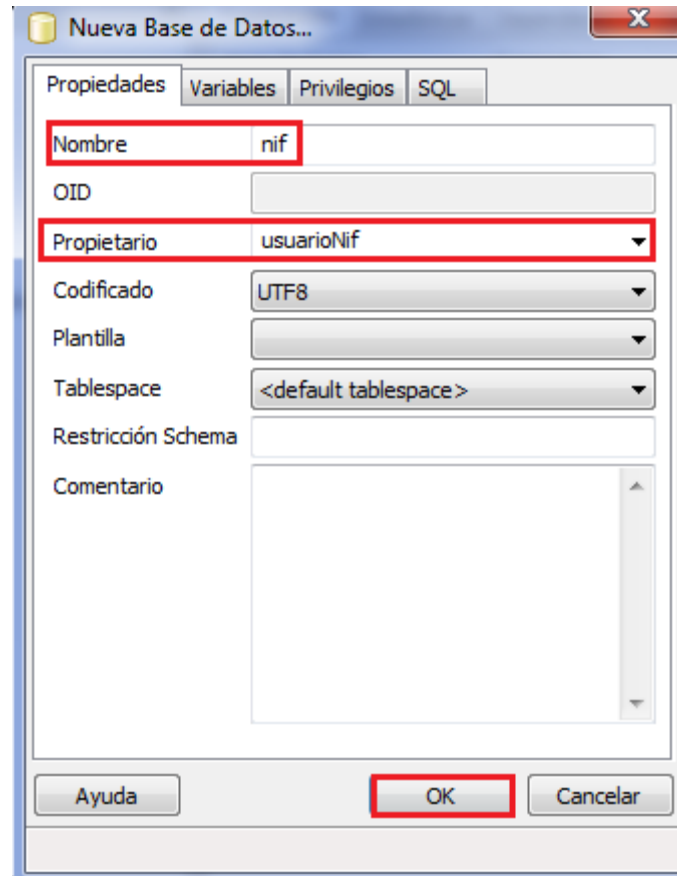 Nueva Base de Datos...
Propiedades Variables Privilegios SQL
Nombre nif
OID
Propietario usuarioNif
Codificado UTF8
Plantilla
Tablespace <default tablespace>
Restricción Schema
Comentario
Ayuda OK Cancelar